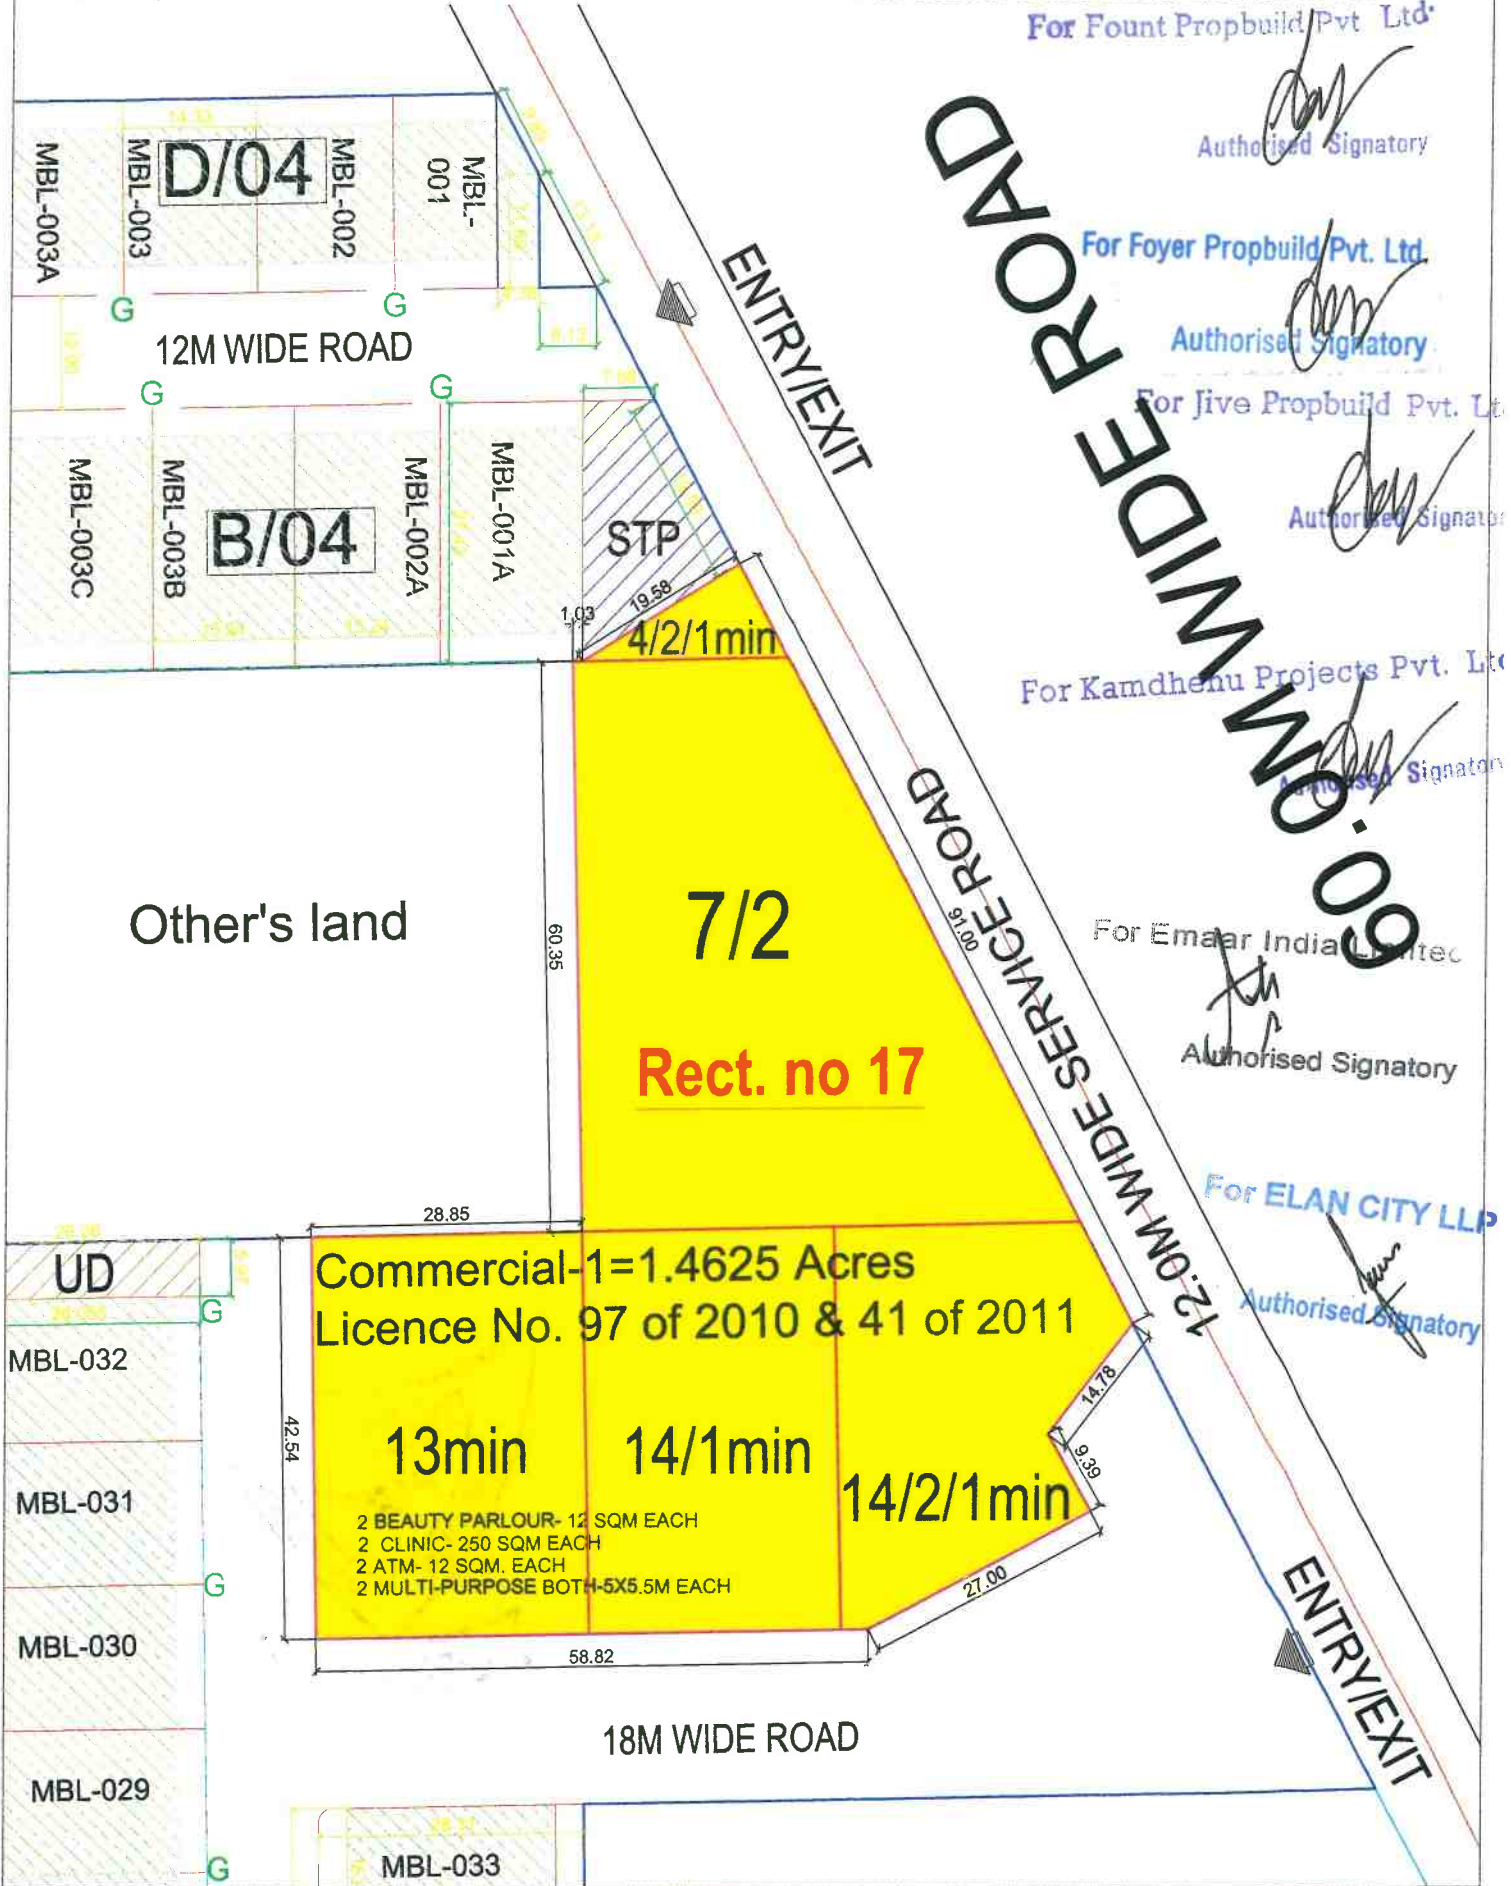 For Fount Propbuild Pvt Ltd.
Authorised Signatory
For Foyer Propbuild Pvt. Ltd.
Authorised Signatory
For Jive Propbuild Pvt. Lt
Authorised Signator
For Kamdhenu Projects Pvt. Ltd
Authorised Signatory
For Emaar India Limited
Authorised Signatory
For ELAN CITY LLP
Authorised Signatory
60.0M WIDE ROAD
ENTRY/EXIT
12.0M WIDE SERVICE ROAD
91.00
ENTRY/EXIT
MBL-003A
MBL-003
D/04
MBL-002
MBL-
001
G
G
12M WIDE ROAD
G
G
MBL-003C
MBL-003B
B/04
MBL-002A
MBL-001A
STP
1.03
19.58
4/2/1min
Other's land
60.35
7/2
Rect. no 17
28.85
UD
Commercial-1=1.4625 Acres
Licence No. 97 of 2010 & 41 of 2011
G
MBL-032
42.54
14.78
9.39
13min
14/1min
14/2/1min
MBL-031
2 BEAUTY PARLOUR- 12 SQM EACH
2 CLINIC- 250 SQM EACH
2 ATM- 12 SQM. EACH
2 MULTI-PURPOSE BOTH-5X5.5M EACH
G
27.00
MBL-030
58.82
18M WIDE ROAD
MBL-029
G
MBL-033